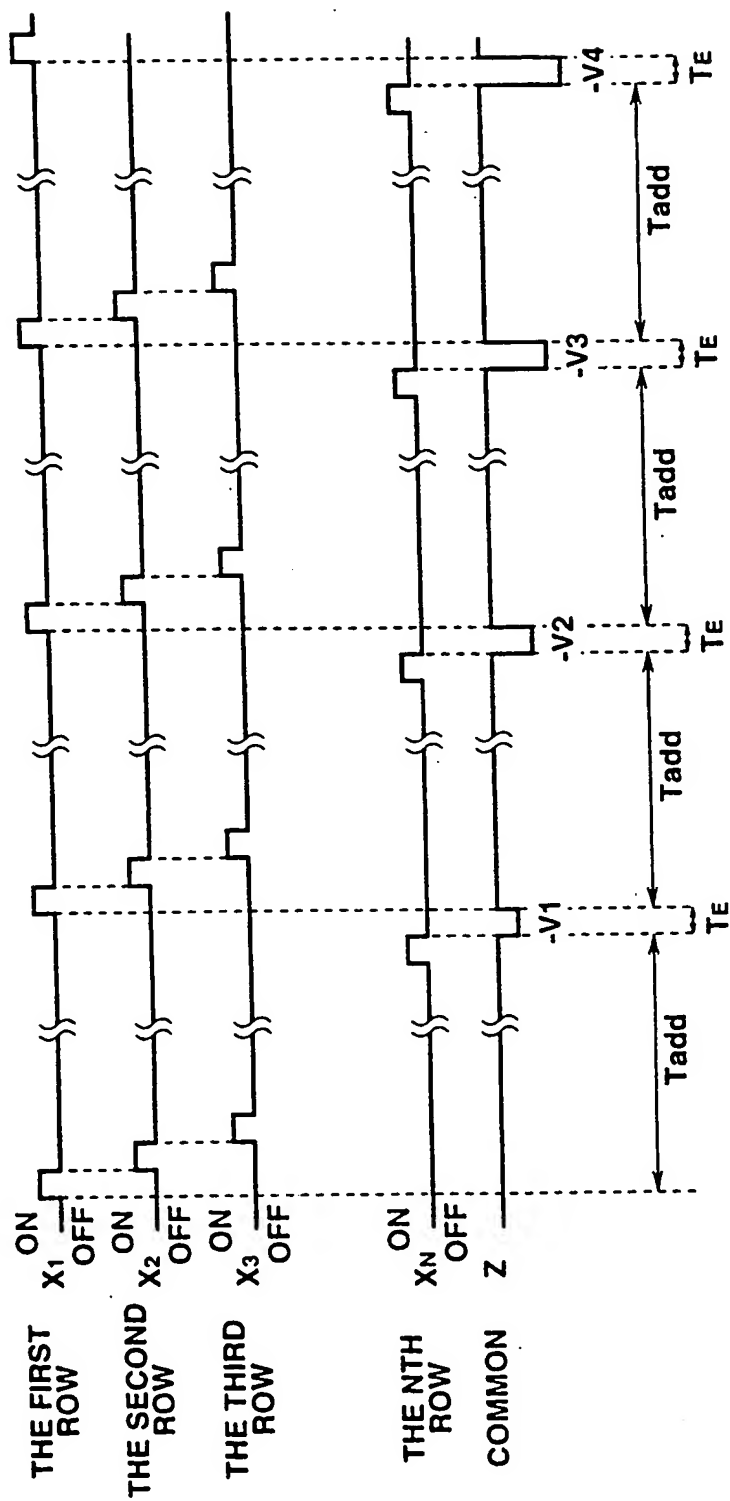 THE FIRST
ROW
X1
ON
OFF
THE SECOND
ROW
X2
ON
OFF
THE THIRD
ROW
X3
ON
OFF
THE NTH
ROW
XN
ON
OFF
COMMON
Z
-V1
-V2
-V3
-V4
Tadd
TE
Tadd
TE
Tadd
TE
Tadd
TE